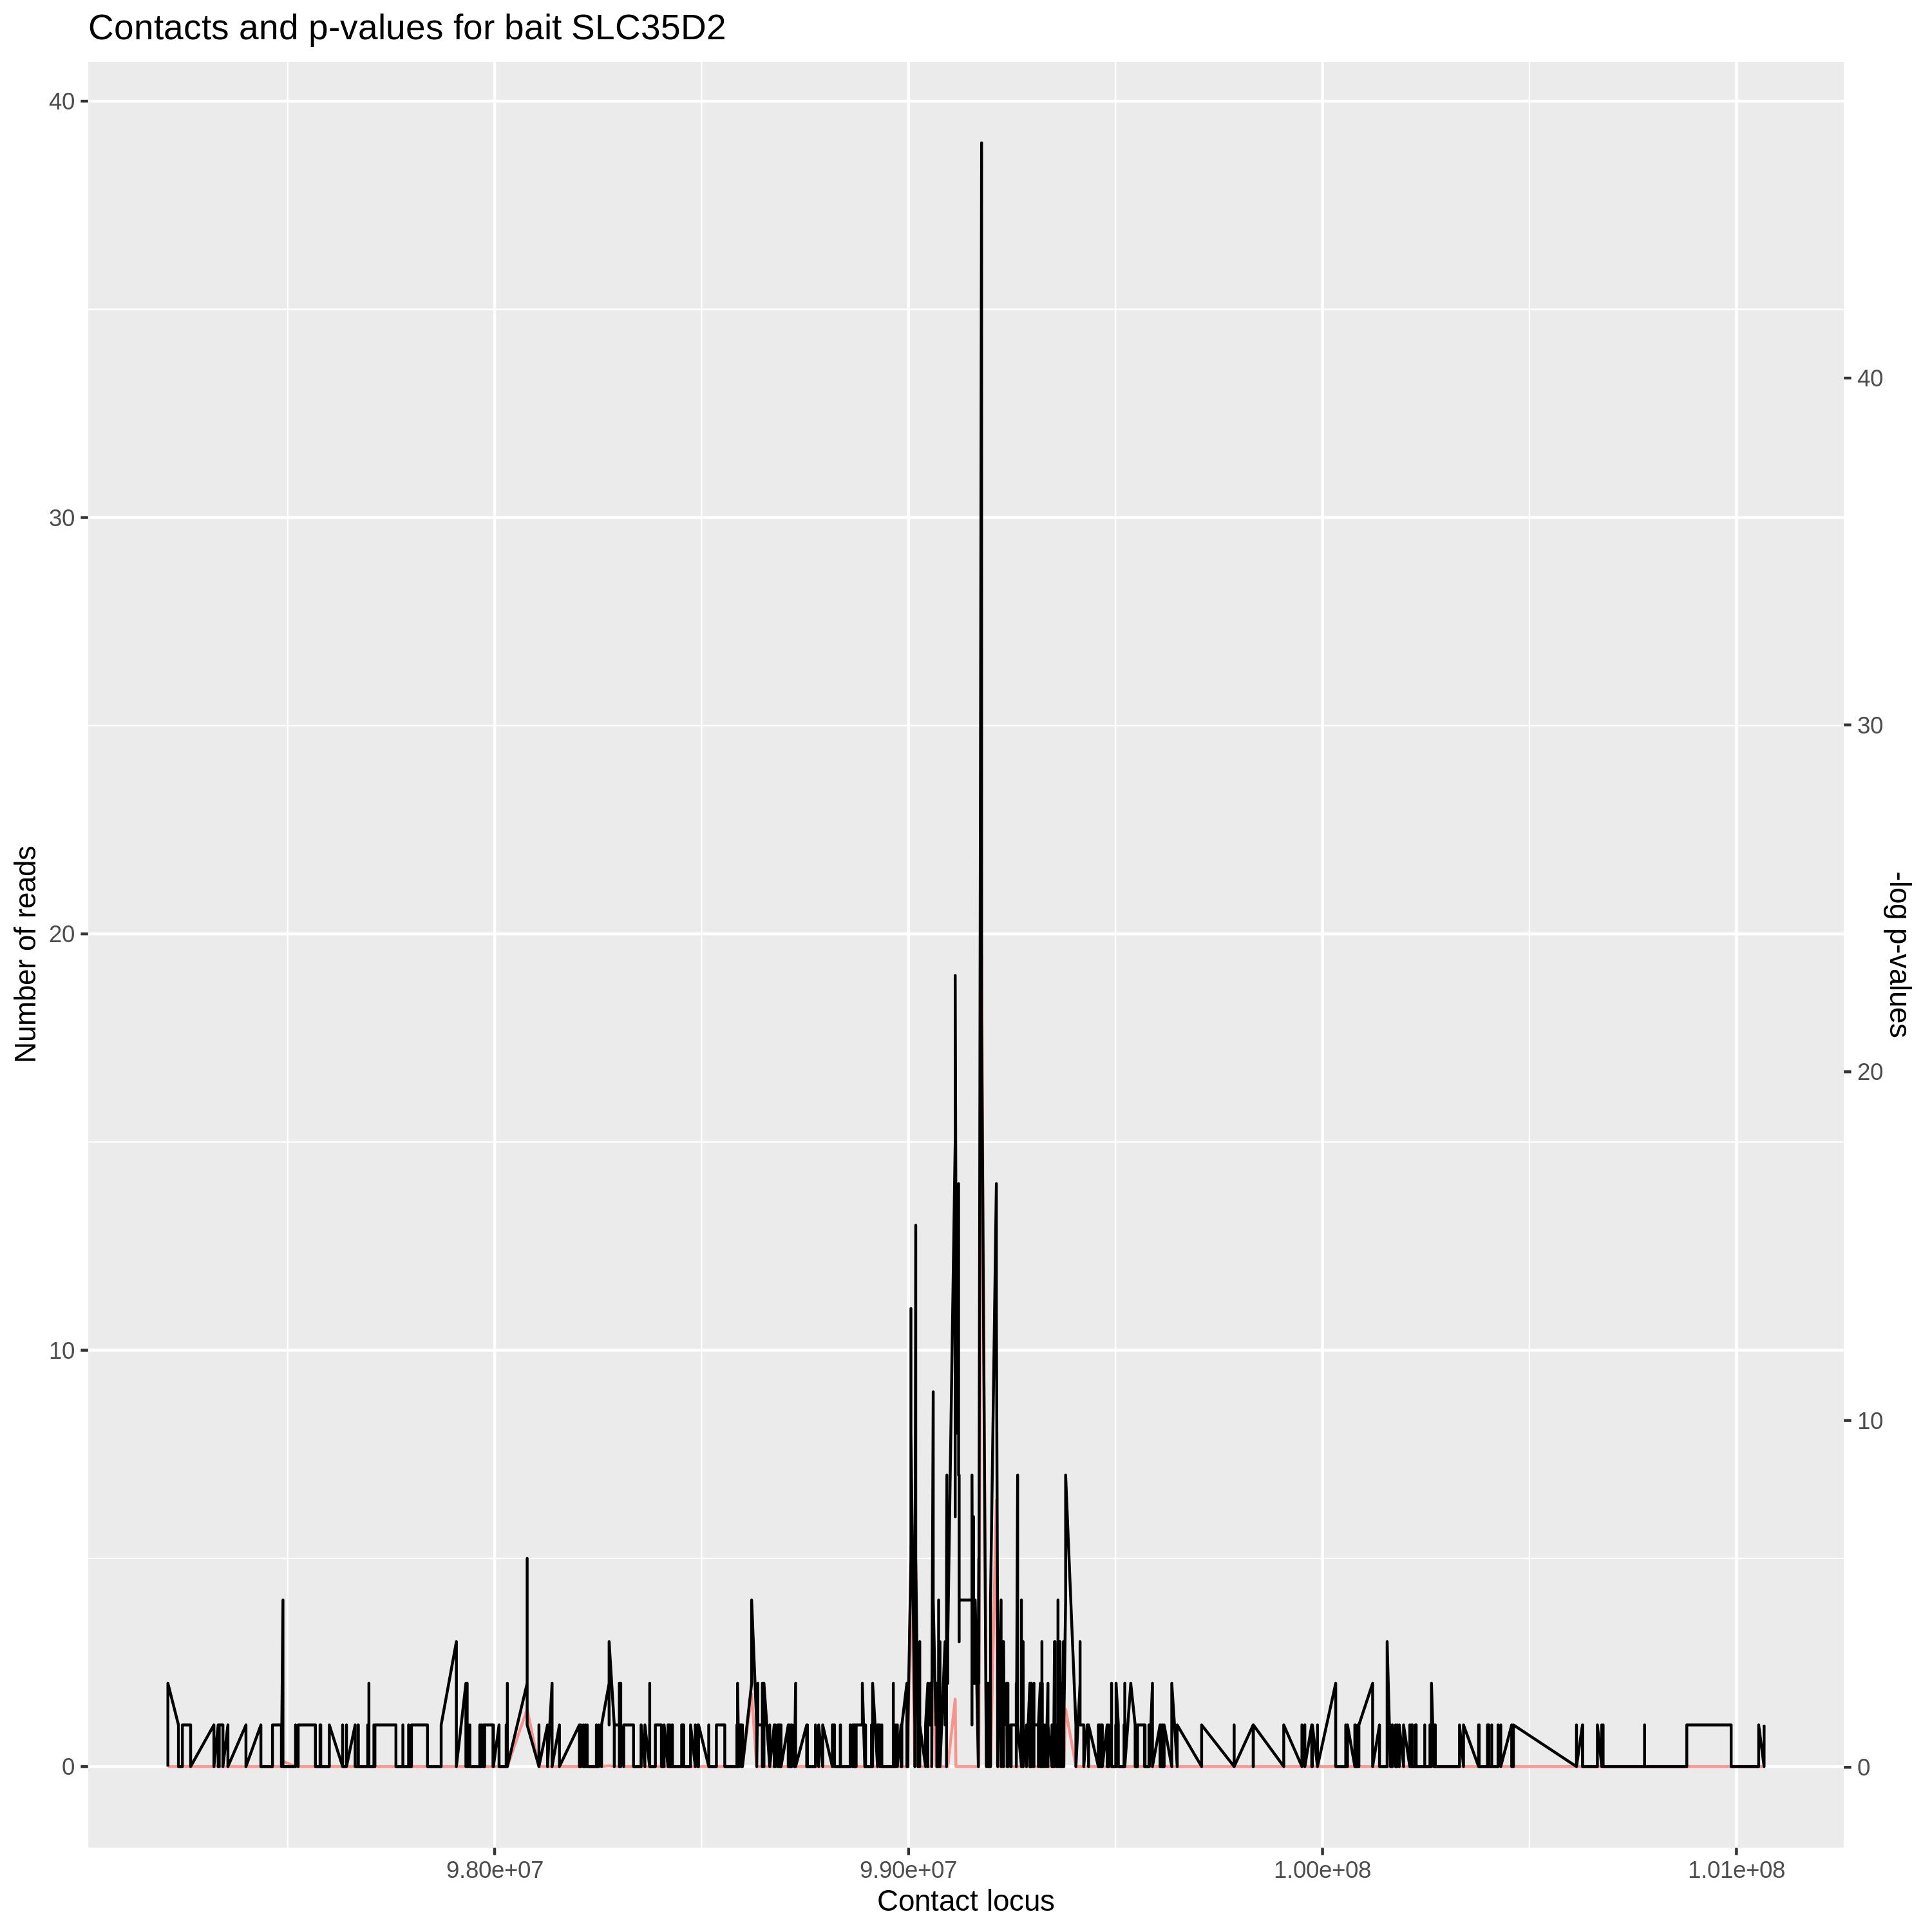 Contacts and p-values for bait SLC35D2
40
30
20
10
0
Number of reads
40
30
20
10
0
-log p-values
9.80e+07
9.90e+07
1.00e+08
1.01e+08
Contact locus